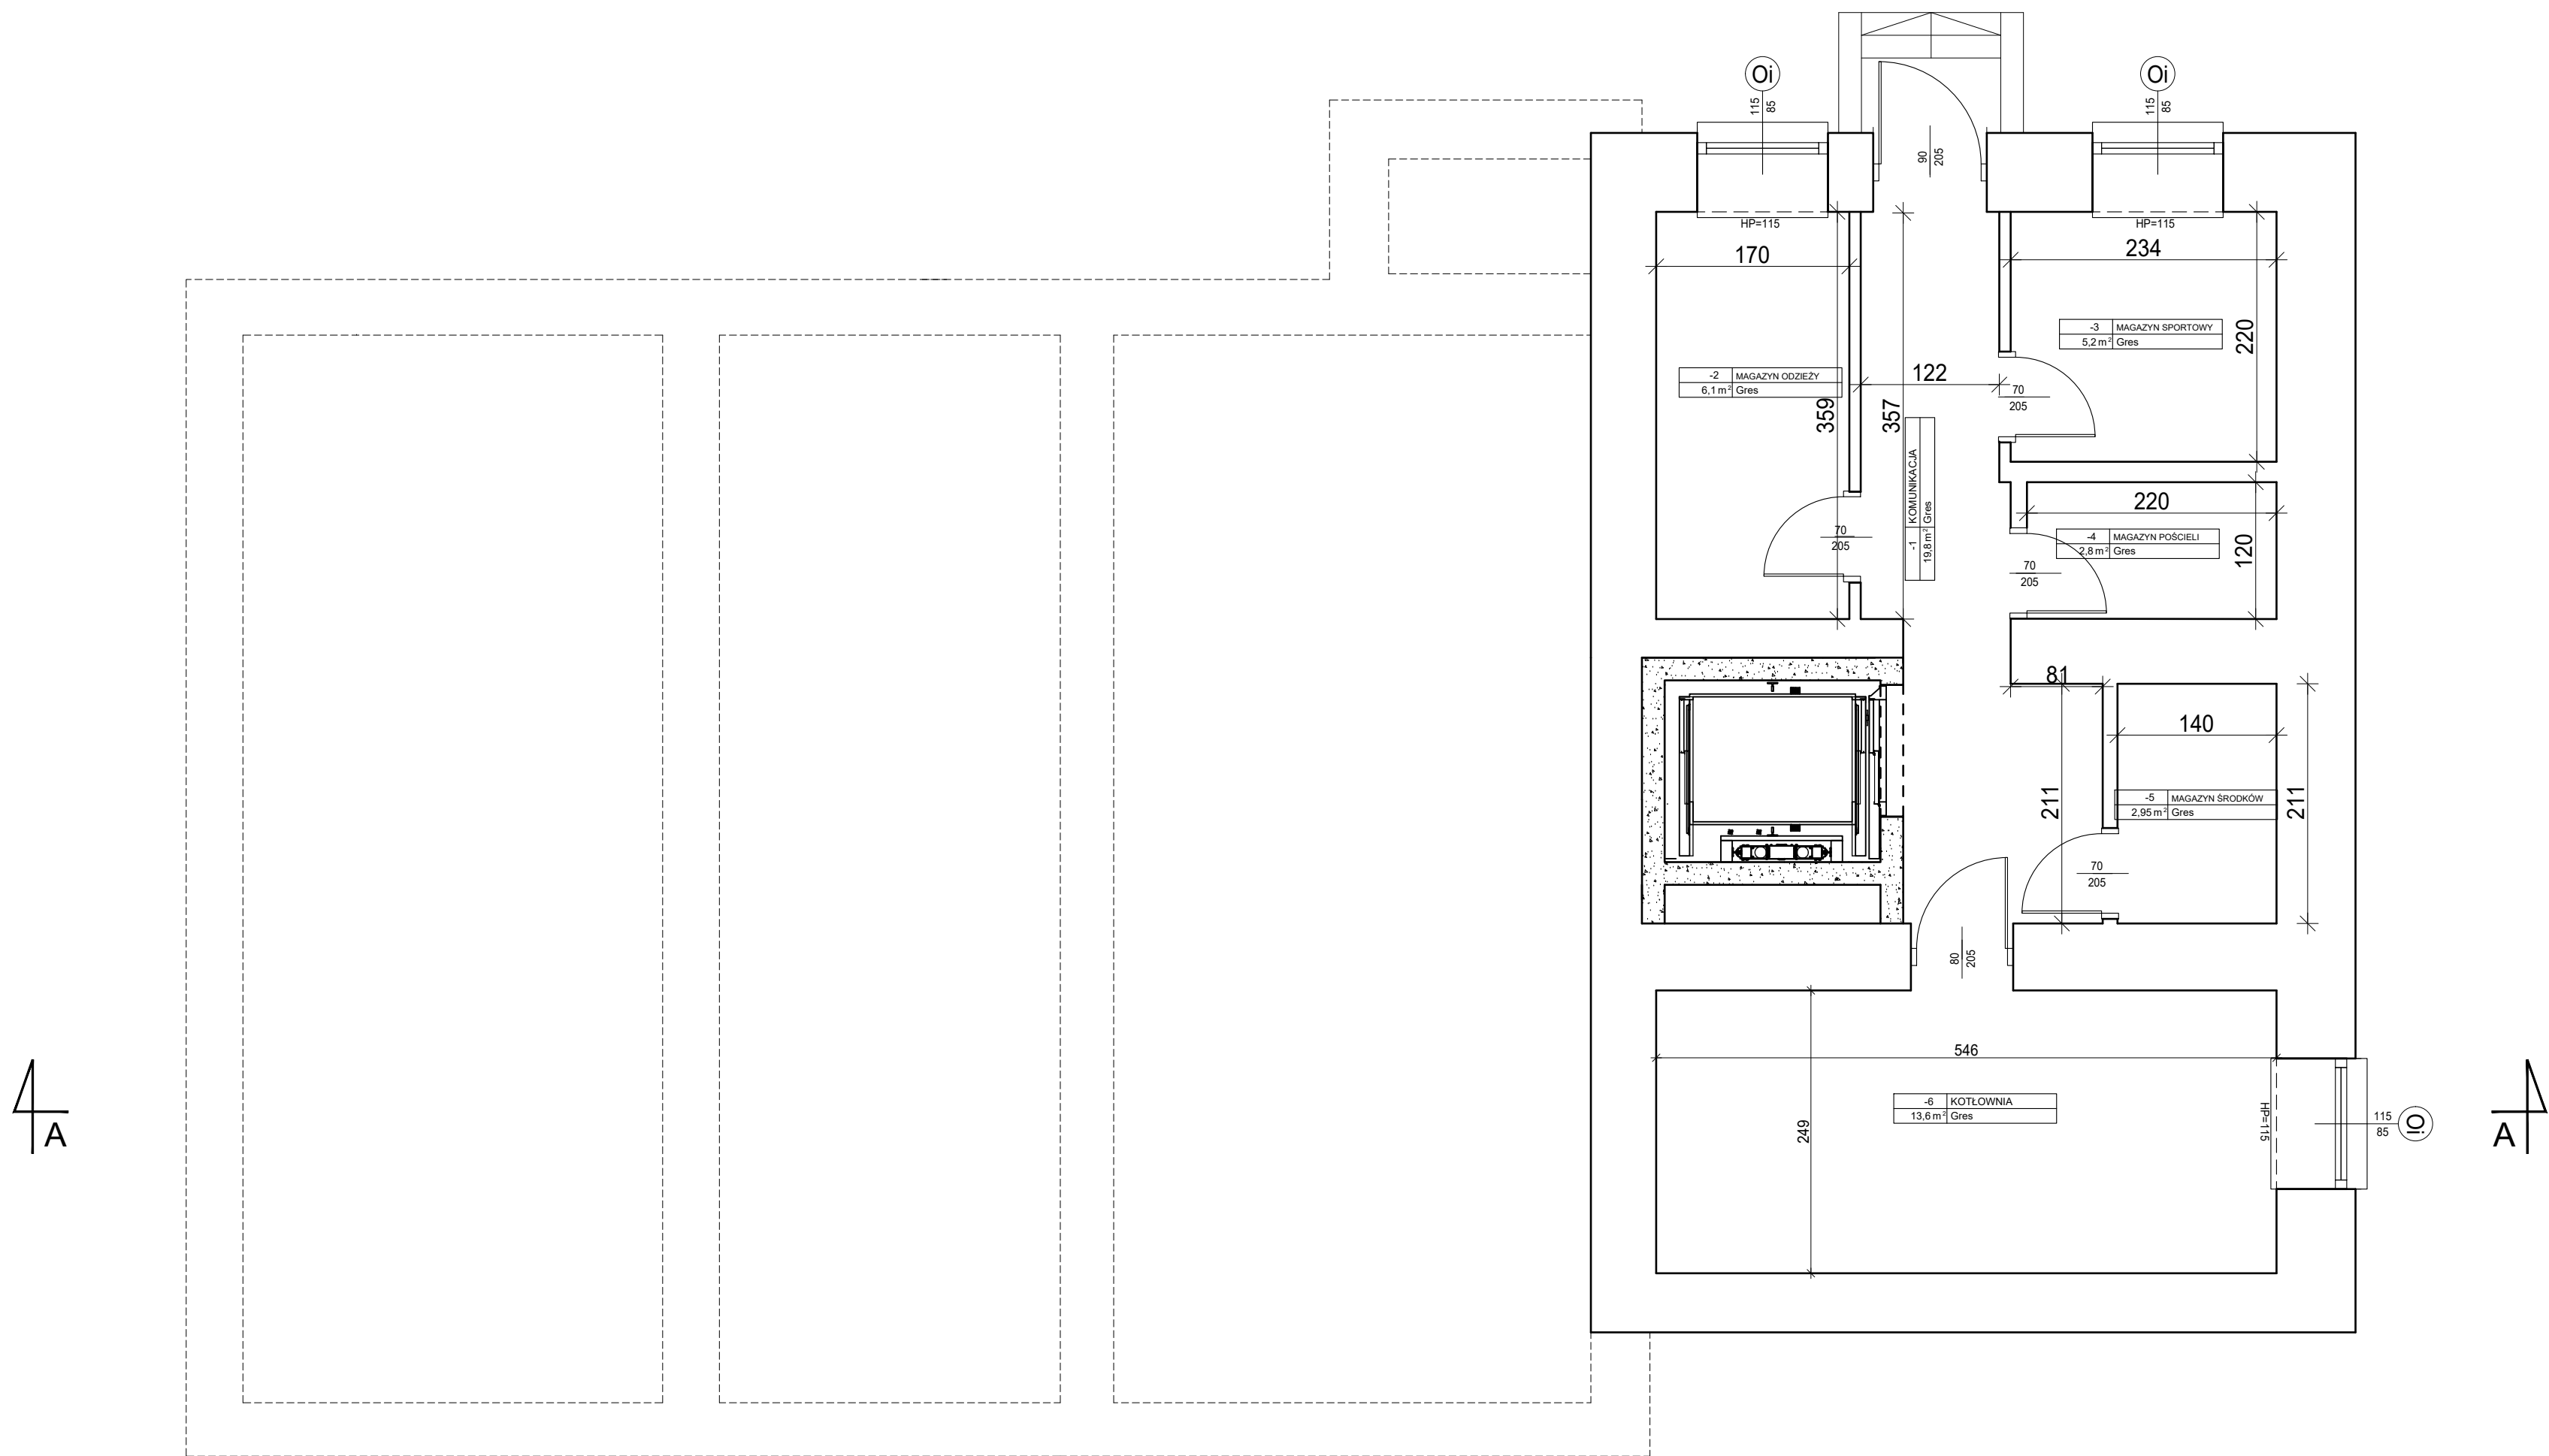 Oi
115
85
Oi
115
85
90
205
HP=115
HP=115
170
234
-3 MAGAZYN SPORTOWY
5,2 m² Gres
220
-2 MAGAZYN ODZIEŻY
6,1 m² Gres
122
70
205
359
357
-1 KOMUNIKACJA
19,8 m² Gres
220
70
205
-4 MAGAZYN POŚCIELI
2,8 m² Gres
120
70
205
81
140
211
-5 MAGAZYN ŚRODKÓW
2,95 m² Gres
211
70
205
80
205
546
-6 KOTŁOWNIA
13,6 m² Gres
249
HP=115
115
85
Oi
A
A